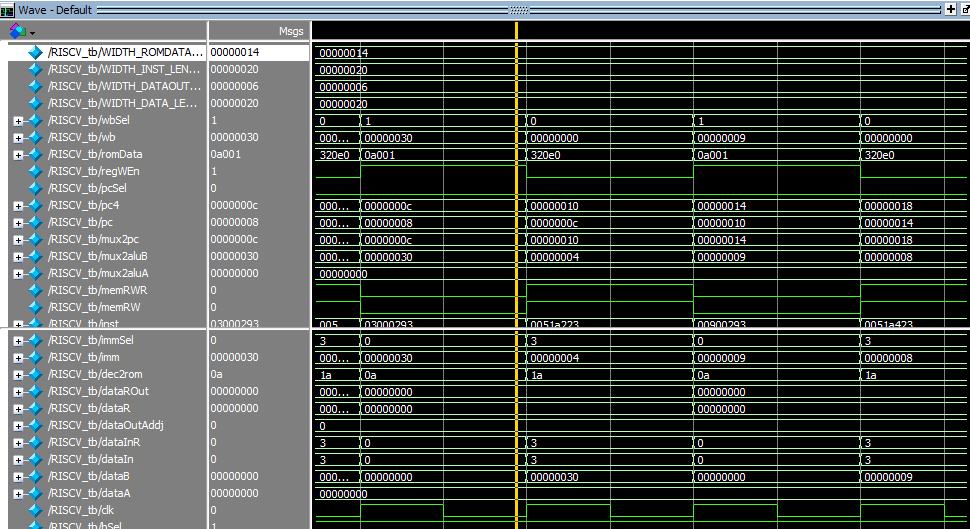 Wave - Default
Msgs
/RISCV_tb/WIDTH_ROMDATA... 00000014 00000014
/RISCV_tb/WIDTH_INST_LEN... 00000020 00000020
/RISCV_tb/WIDTH_DATAOUT... 00000006 00000006
/RISCV_tb/WIDTH_DATA_LE... 00000020 00000020
/RISCV_tb/wbSel 1 0 1 0 1 0
/RISCV_tb/wb 00000030 000... 00000030 00000000 00000009 00000000
/RISCV_tb/romData 0a001 320e0 0a001 320e0 0a001 320e0
/RISCV_tb/regWEn 1
/RISCV_tb/pcSel 0
/RISCV_tb/pc4 0000000c 000... 0000000c 00000010 00000014 00000018
/RISCV_tb/pc 00000008 000... 00000008 0000000c 00000010 00000014
/RISCV_tb/mux2pc 0000000c 000... 0000000c 00000010 00000014 00000018
/RISCV_tb/mux2aluB 00000030 000... 00000030 00000004 00000009 00000008
/RISCV_tb/mux2aluA 00000000 00000000
/RISCV_tb/memRWR 0
/RISCV_tb/memRW 0
/RISCV_tb/inst 03000293 005... 03000293 0051a223 00900293 0051a423
/RISCV_tb/immSel 0 3 0 3 0 3
/RISCV_tb/imm 00000030 000... 00000030 00000004 00000009 00000008
/RISCV_tb/dec2rom 0a 1a 0a 1a 0a 1a
/RISCV_tb/dataROut 00000000 000... 00000000 00000000
/RISCV_tb/dataR 00000000 000... 00000000 00000000
/RISCV_tb/dataOutAddj 0 0
/RISCV_tb/dataInR 0 3 0 3 0 3
/RISCV_tb/dataIn 0 3 0 3 0 3
/RISCV_tb/dataB 00000000 000... 00000000 00000030 00000000 00000009
/RISCV_tb/dataA 00000000 00000000
/RISCV_tb/clk 0
/RISCV_tb/bSel 1